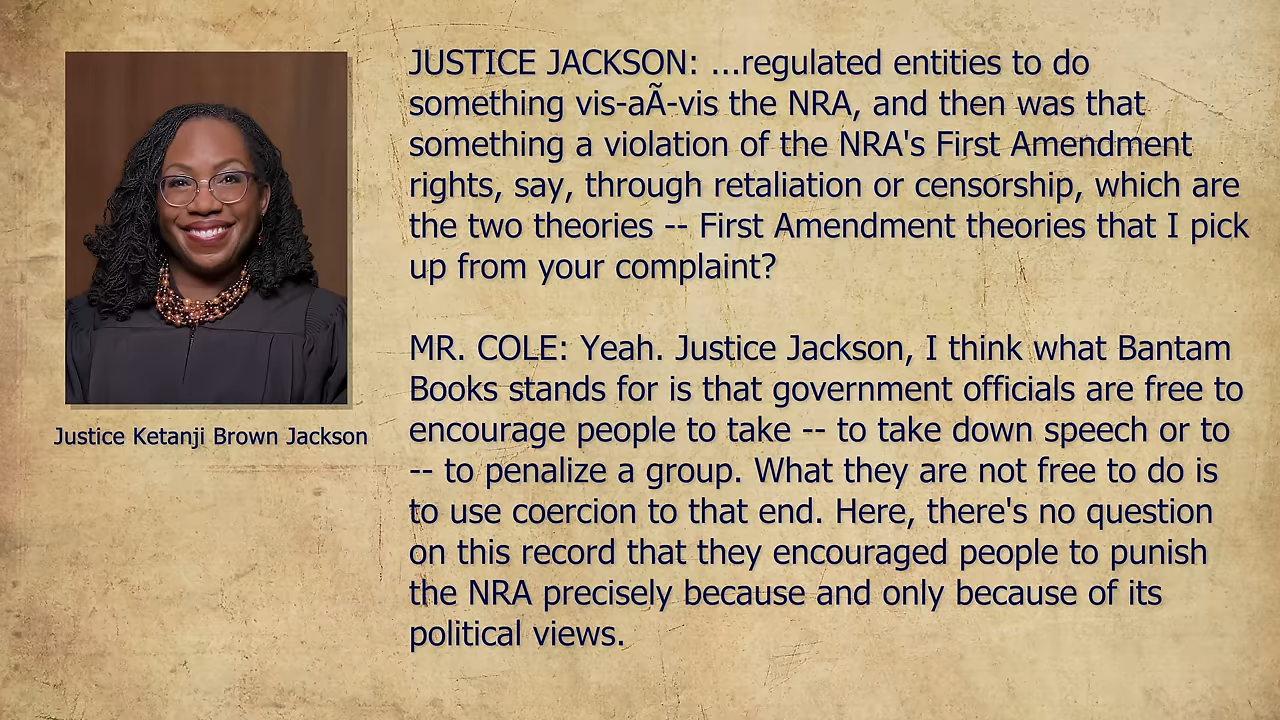 JUSTICE JACKSON: ...regulated entities to do
something vis-aÃ-vis the NRA, and then was that
something a violation of the NRA's First Amendment
rights, say, through retaliation or censorship, which are
the two theories -- First Amendment theories that I pick
up from your complaint?
MR. COLE: Yeah. Justice Jackson, I think what Bantam
Books stands for is that government officials are free to
encourage people to take -- to take down speech or to
-- to penalize a group. What they are not free to do is
to use coercion to that end. Here, there's no question
on this record that they encouraged people to punish
the NRA precisely because and only because of its
political views.
Justice Ketanji Brown Jackson